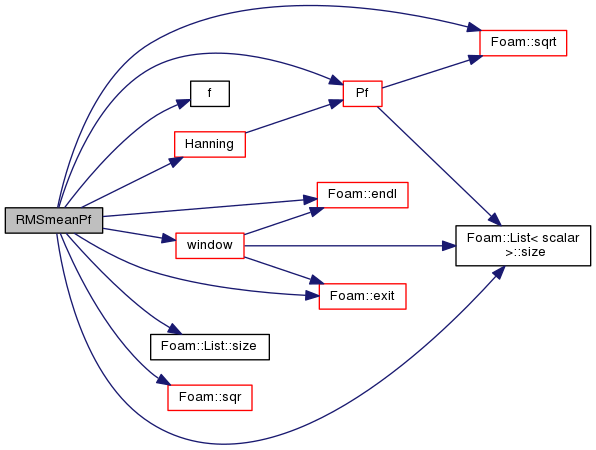 Foam::sqrt
f
Pf
Hanning
Foam::endl
RMSmeanPf
window
Foam::List< scalar
>::size
Foam::exit
Foam::List::size
Foam::sqr